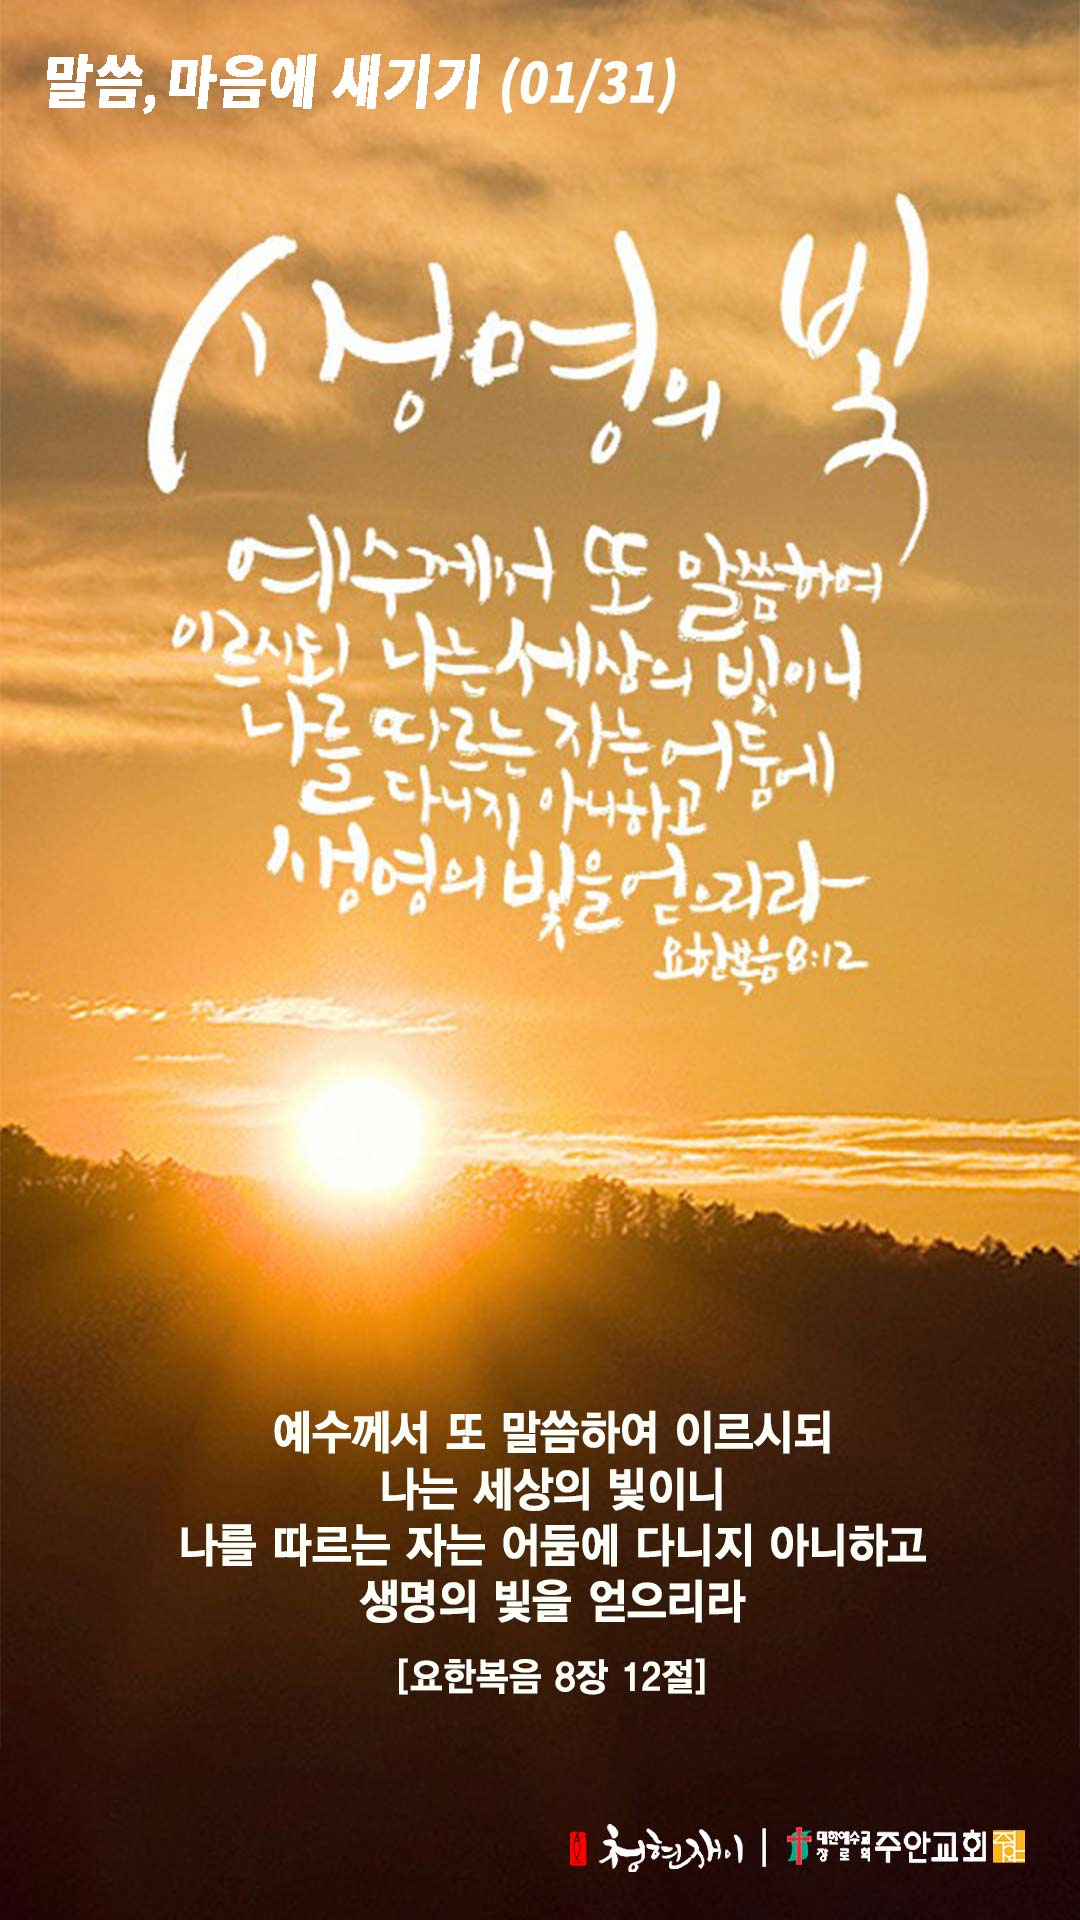 말씀, 마음에 새기기 (01/31)
생명의 빛
예수께서 또 말씀하여
이르시되 나는 세상의 빛이니
나를 따르는 자는 어둠에
다니지 아니하고
생명의 빛을 얻으리라
요한복음 8:12
예수께서 또 말씀하여 이르시되
나는 세상의 빛이니
나를 따르는 자는 어둠에 다니지 아니하고
생명의 빛을 얻으리라
[요한복음 8장 12절]
청현재이 | 대한예수교 장로회 주안교회